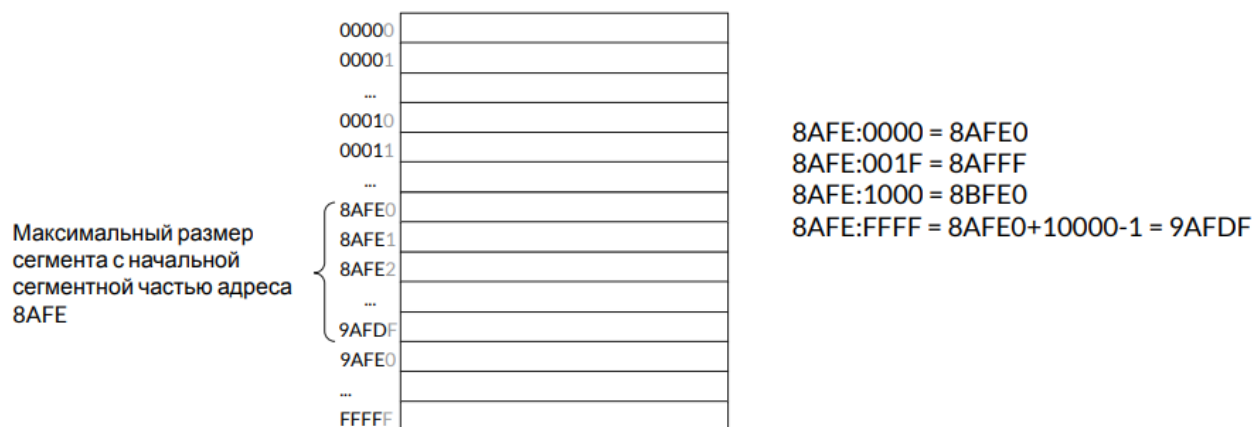 00000
00001
...
00010
00011
...
8AFE0
8AFE1
8AFE2
...
9AFDF
9AFE0
...
FFFFF
Максимальный размер
сегмента с начальной
сегментной частью адреса
8AFE
8AFE:0000 = 8AFE0
8AFE:001F = 8AFFF
8AFE:1000 = 8BFE0
8AFE:FFFF = 8AFE0+10000-1 = 9AFDF